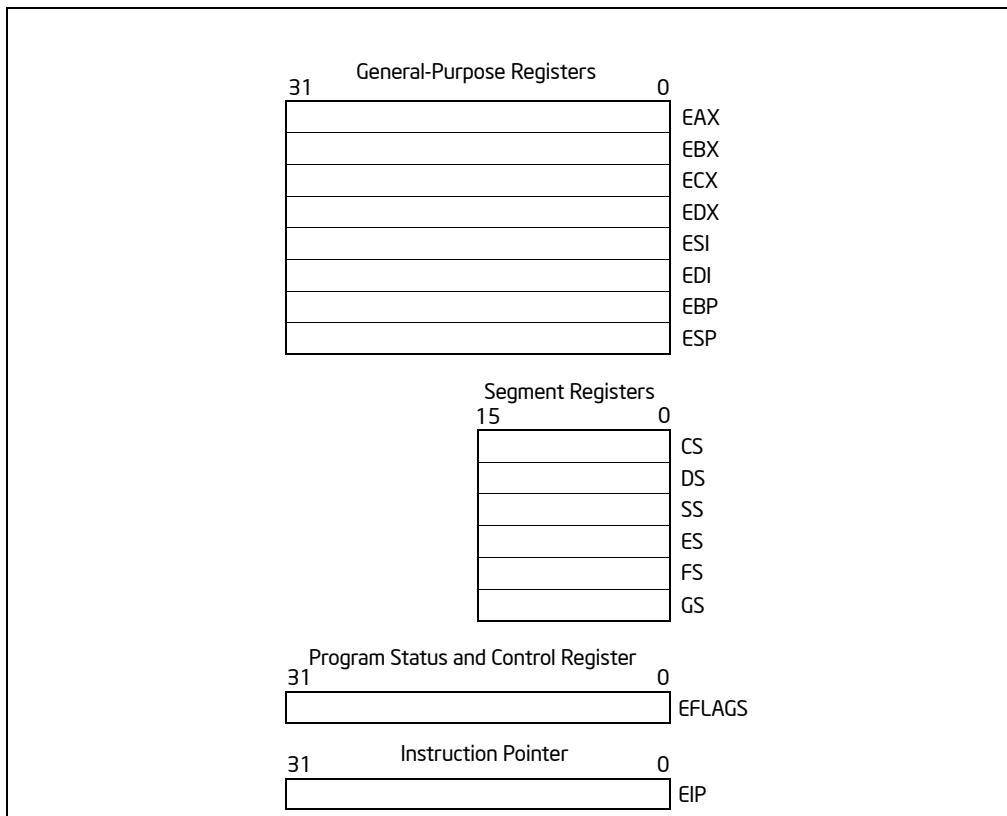 General-Purpose Registers
31 0
EAX
EBX
ECX
EDX
ESI
EDI
EBP
ESP
Segment Registers
15 0
CS
DS
SS
ES
FS
GS
Program Status and Control Register
31 0
EFLAGS
Instruction Pointer
31 0
EIP